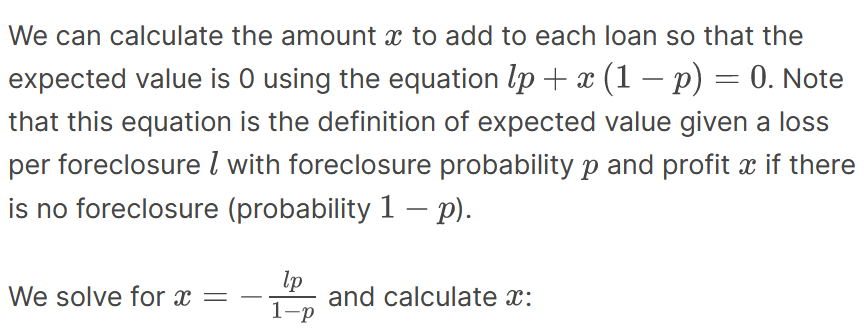 We can calculate the amount x to add to each loan so that the
expected value is 0 using the equation lp + x (1 − p) = 0. Note
that this equation is the definition of expected value given a loss
per foreclosure l with foreclosure probability p and profit x if there
is no foreclosure (probability 1 − p).
We solve for x = −\frac{lp}{1−p} and calculate x: